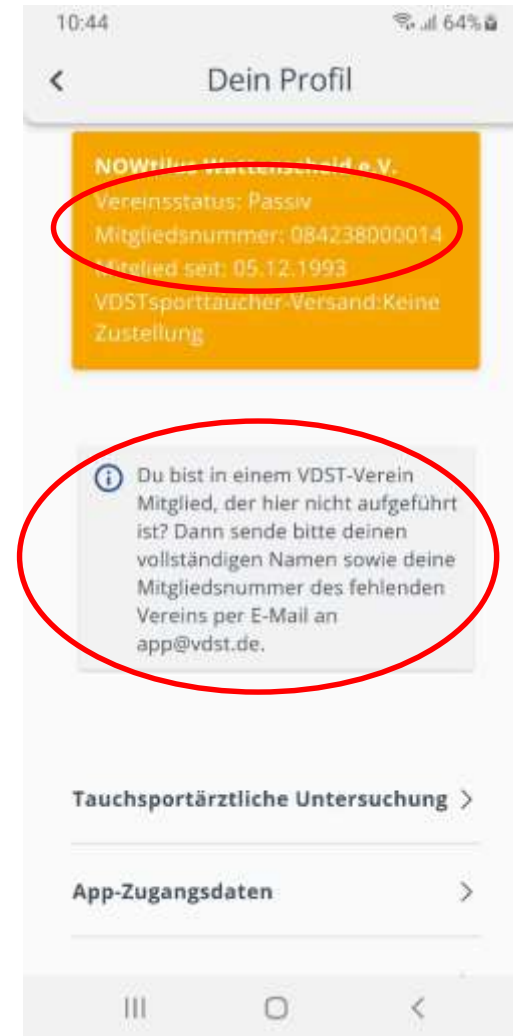 10:44 64%
Dein Profil
NOWtilus Wattenscheid e.V.
Vereinsstatus: Passiv
Mitgliedsnummer: 084238000014
Mitglied seit: 05.12.1993
VDSTsporttaucher-Versand:Keine
Zustellung
Du bist in einem VDST-Verein
Mitglied, der hier nicht aufgeführt
ist? Dann sende bitte deinen
vollständigen Namen sowie deine
Mitgliedsnummer des fehlenden
Vereins per E-Mail an
app@vdst.de.
Tauchsportärztliche Untersuchung
App-Zugangsdaten